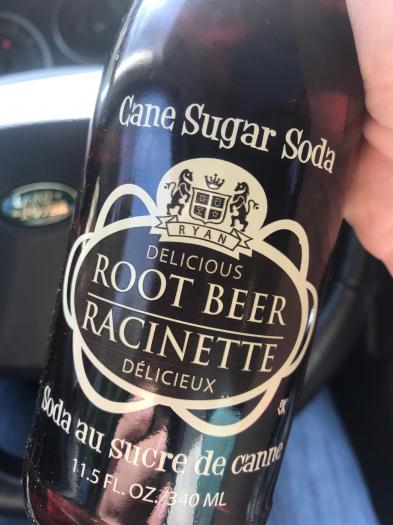 Cane Sugar Soda
RYAN
DELICIOUS
ROOT BEER
RACINETTE
DÉLICIEUX
Soda au sucre de canne
11.5 FL. OZ./340 ML